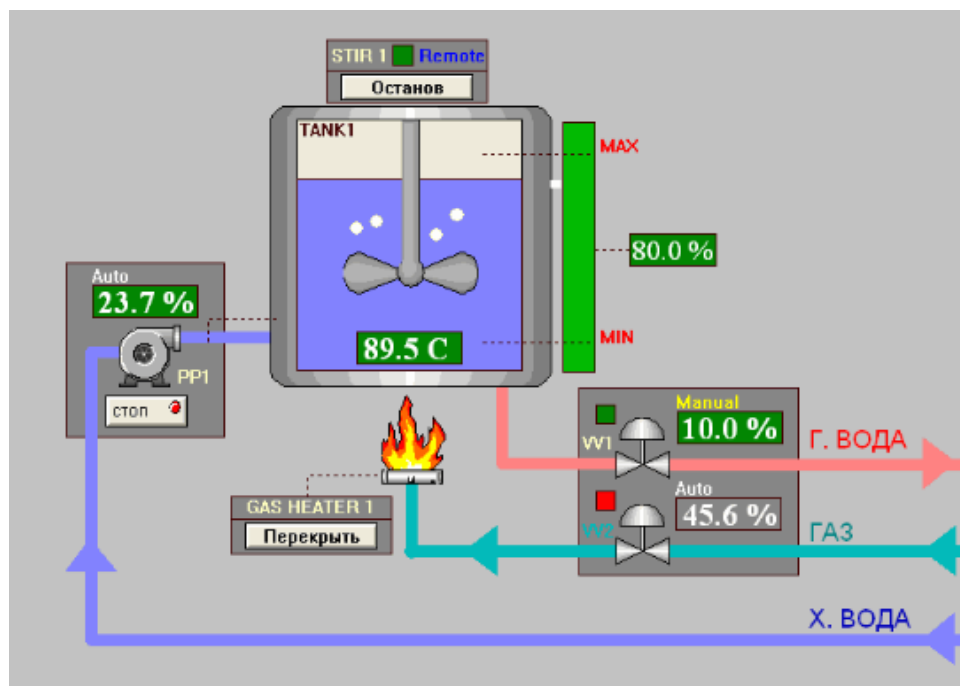 STIR 1 Remote
Останов
TANK1
MAX
80.0 %
Auto
23.7 %
MIN
89.5 C
PP1
стоп
Manual
10.0 %
VV1
Г. ВОДА
GAS HEATER 1
Перекрыть
Auto
45.6 %
VV2
ГАЗ
Х. ВОДА